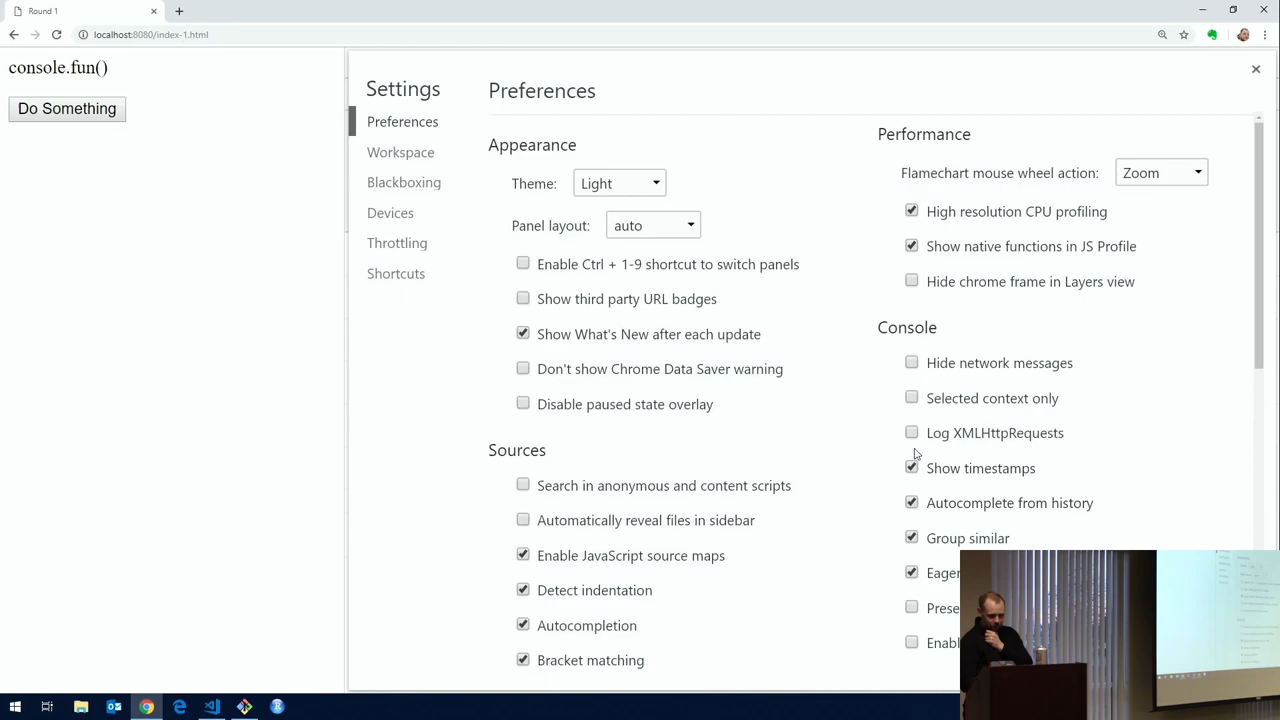 Round 1
localhost:8080/index-1.html
console.fun()
Do Something
Settings
Preferences
Workspace
Blackboxing
Devices
Throttling
Shortcuts
Preferences
Appearance
Theme: Light
Panel layout: auto
Enable Ctrl + 1-9 shortcut to switch panels
Show third party URL badges
Show What's New after each update
Don't show Chrome Data Saver warning
Disable paused state overlay
Sources
Search in anonymous and content scripts
Automatically reveal files in sidebar
Enable JavaScript source maps
Detect indentation
Autocompletion
Bracket matching
Performance
Flamechart mouse wheel action: Zoom
High resolution CPU profiling
Show native functions in JS Profile
Hide chrome frame in Layers view
Console
Hide network messages
Selected context only
Log XMLHttpRequests
Show timestamps
Autocomplete from history
Group similar
Eager
Prese
Enabl